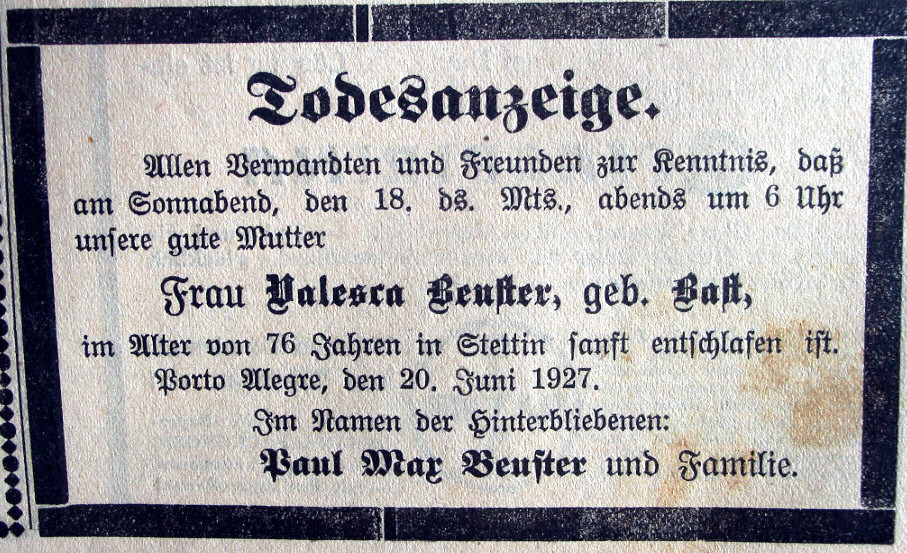 Todesanzeige.
Allen Verwandten und Freunden zur Kenntnis, daß
am Sonnabend, den 18. ds. Mts., abends um 6 Uhr
unsere gute Mutter
Frau Valesca Beuster, geb. Bast,
im Alter von 76 Jahren in Stettin sanft entschlafen ist.
Porto Alegre, den 20. Juni 1927.
Im Namen der Hinterbliebenen:
Paul Max Beuster und Familie.